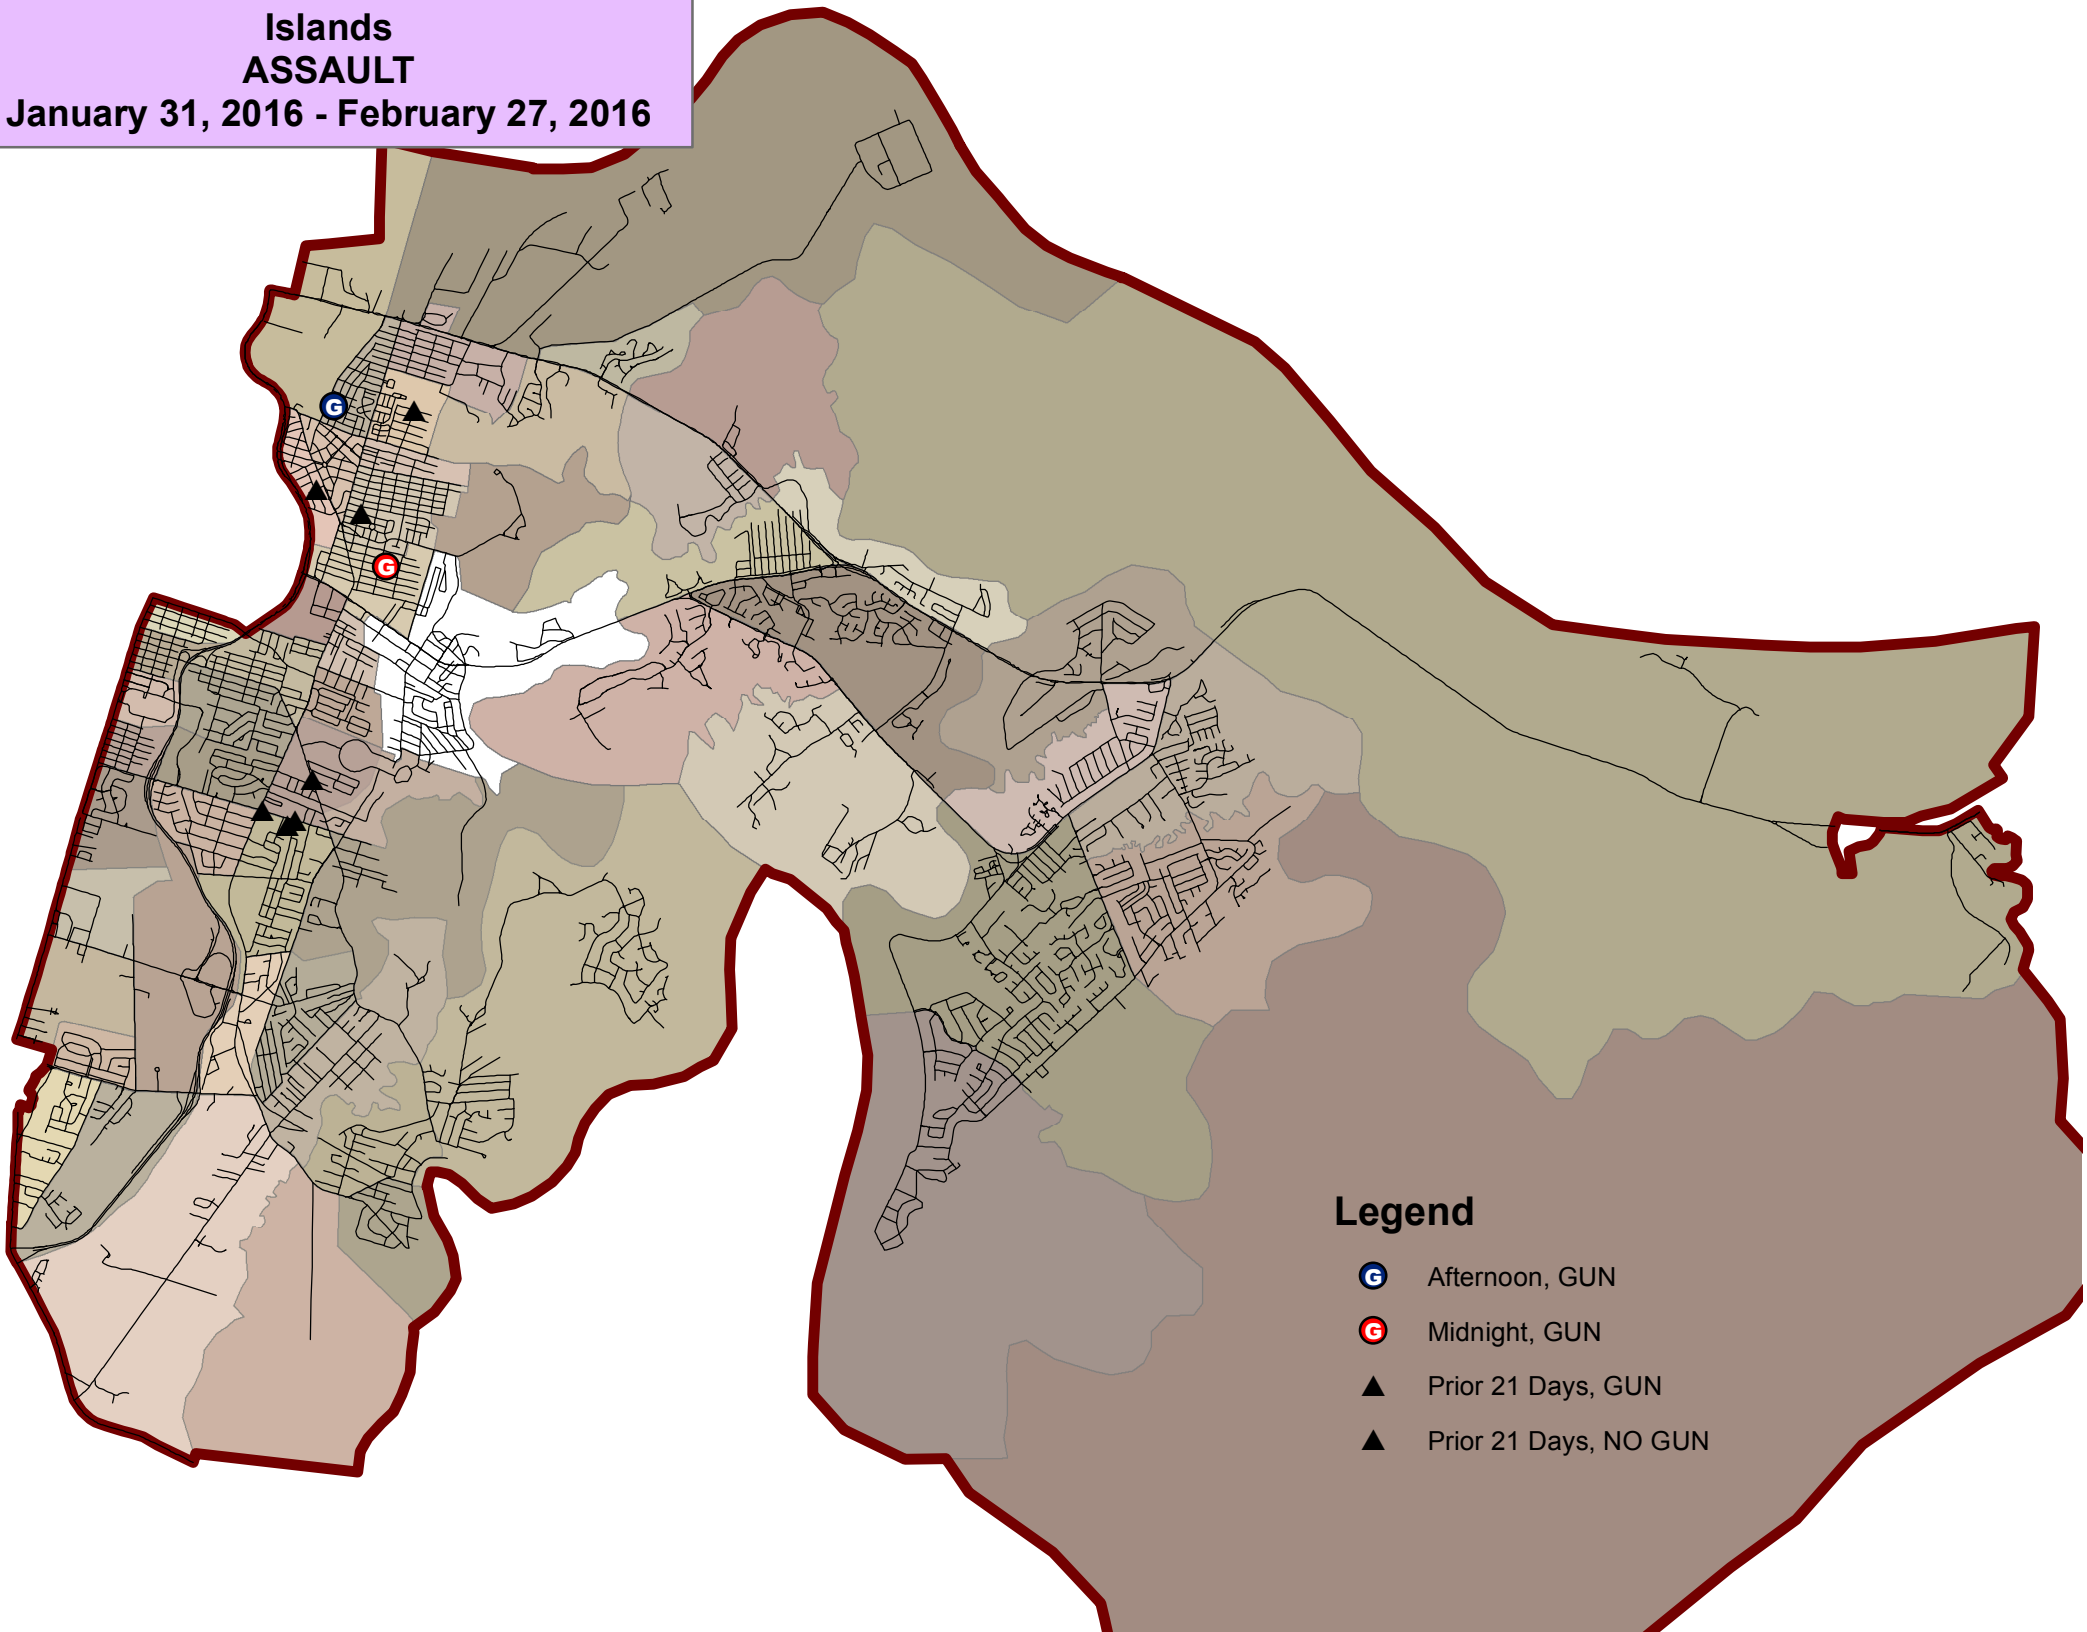 Islands
ASSAULT
January 31, 2016 - February 27, 2016
G
G
Legend
G Afternoon, GUN
G Midnight, GUN
Prior 21 Days, GUN
Prior 21 Days, NO GUN